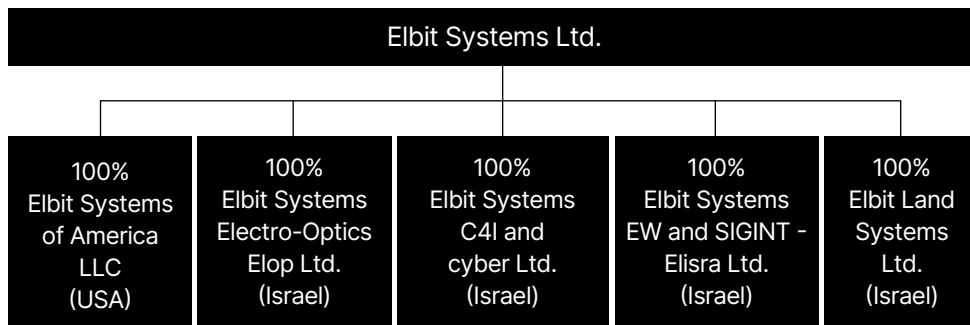 Elbit Systems Ltd.
100%
Elbit Systems
of America
LLC
(USA)
100%
Elbit Systems
Electro-Optics
Elop Ltd.
(Israel)
100%
Elbit Systems
C4I and
cyber Ltd.
(Israel)
100%
Elbit Systems
EW and SIGINT -
Elisra Ltd.
(Israel)
100%
Elbit Land
Systems
Ltd.
(Israel)